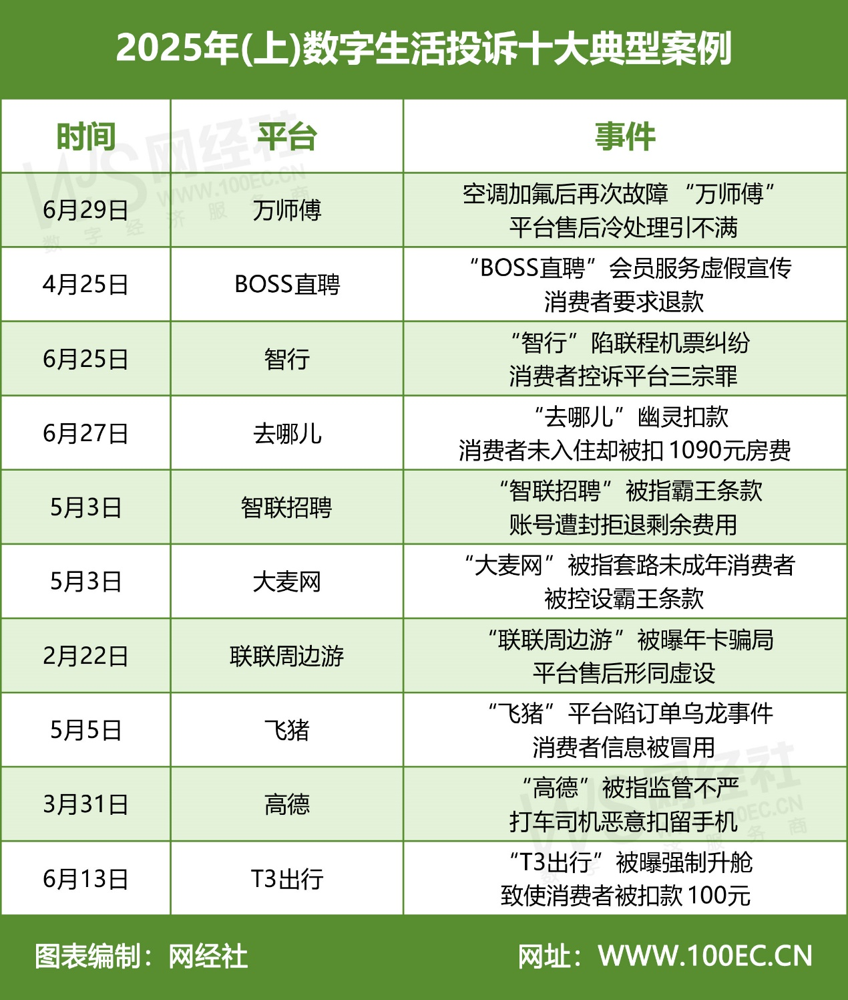 2025年(上)数字生活投诉十大典型案例
时间 平台 事件
6月29日 万师傅 空调加氟后再次故障 “万师傅”
平台售后冷处理引不满
4月25日 BOSS直聘 “BOSS直聘”会员服务虚假宣传
消费者要求退款
6月25日 智行 “智行”陷联程机票纠纷
消费者控诉平台三宗罪
6月27日 去哪儿 “去哪儿”幽灵扣款
消费者未入住却被扣1090元房费
5月3日 智联招聘 “智联招聘”被指霸王条款
账号遭封拒退剩余费用
5月3日 大麦网 “大麦网”被指套路未成年消费者
被控设霸王条款
2月22日 联联周边游 “联联周边游”被曝年卡骗局
平台售后形同虚设
5月5日 飞猪 “飞猪”平台陷订单乌龙事件
消费者信息被冒用
3月31日 高德 “高德”被指监管不严
打车司机恶意扣留手机
6月13日 T3出行 “T3出行”被曝强制升舱
致使消费者被扣款100元
图表编制：网经社 网址：WWW.100EC.CN
网经社
WWW.100EC.CN
数字经济服务商